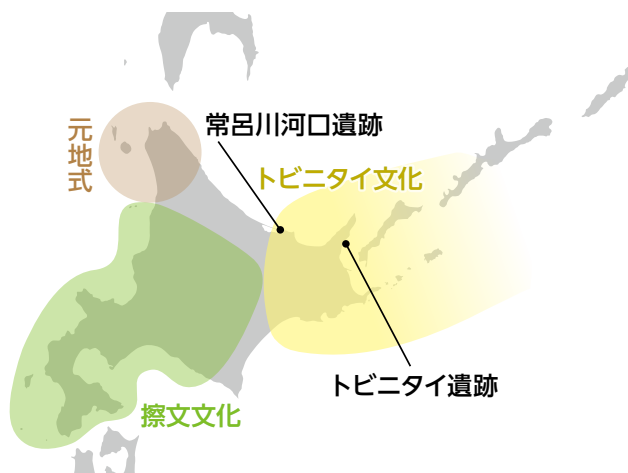 元地式
常呂川河口遺跡
トビニタイ文化
トビニタイ遺跡
擦文文化